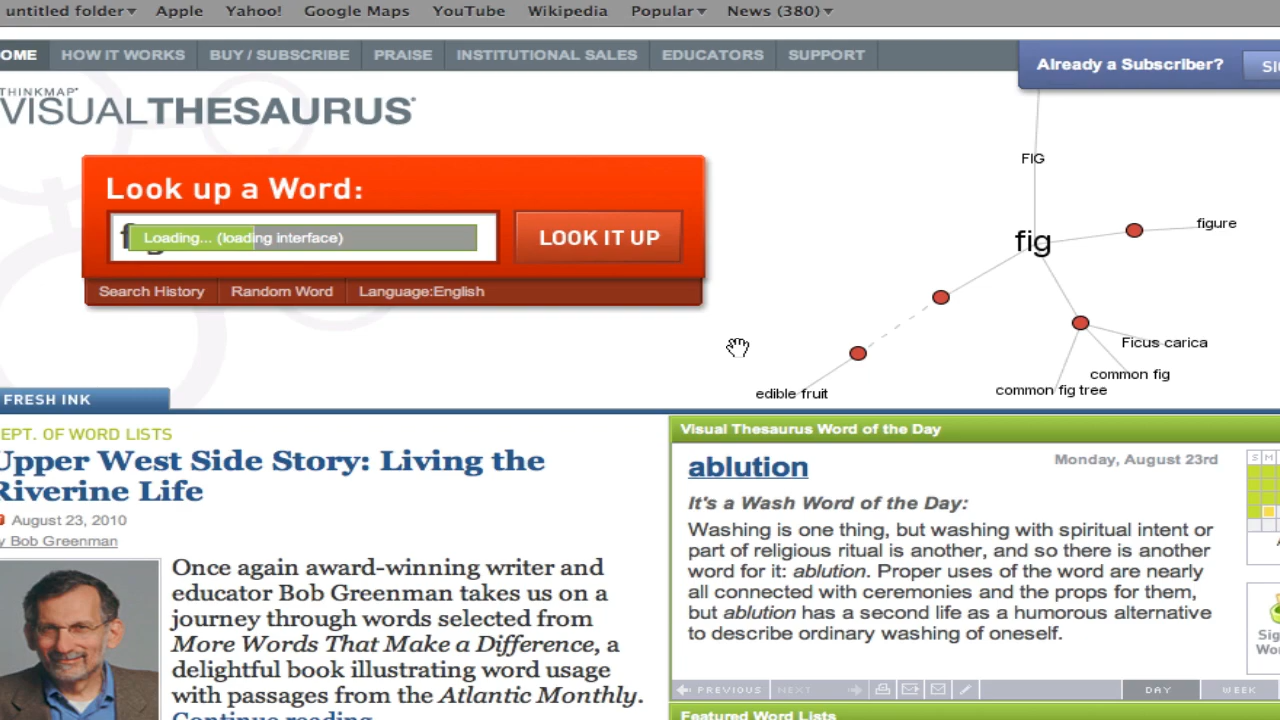 untitled folder▾ Apple Yahoo! Google Maps YouTube Wikipedia Popular▾ News (380)▾
OME HOW IT WORKS BUY / SUBSCRIBE PRAISE INSTITUTIONAL SALES EDUCATORS SUPPORT
Already a Subscriber? SI
THINKMAP®
VISUALTHESAURUS®
Look up a Word:
Loading... (loading interface)
LOOK IT UP
Search History Random Word Language:English
FIG
fig
figure
Ficus carica
common fig
common fig tree
edible fruit
FRESH INK
EPT. OF WORD LISTS
Upper West Side Story: Living the
Riverine Life
August 23, 2010
y Bob Greenman
Once again award-winning writer and
educator Bob Greenman takes us on a
journey through words selected from
More Words That Make a Difference, a
delightful book illustrating word usage
with passages from the Atlantic Monthly.
Continue reading
Visual Thesaurus Word of the Day
ablution
Monday, August 23rd
S M
It's a Wash Word of the Day:
Washing is one thing, but washing with spiritual intent or
part of religious ritual is another, and so there is another
word for it: ablution. Proper uses of the word are nearly
all connected with ceremonies and the props for them,
but ablution has a second life as a humorous alternative
to describe ordinary washing of oneself.
Sig
Wo
PREVIOUS NEXT DAY WEEK
Featured Word Lists